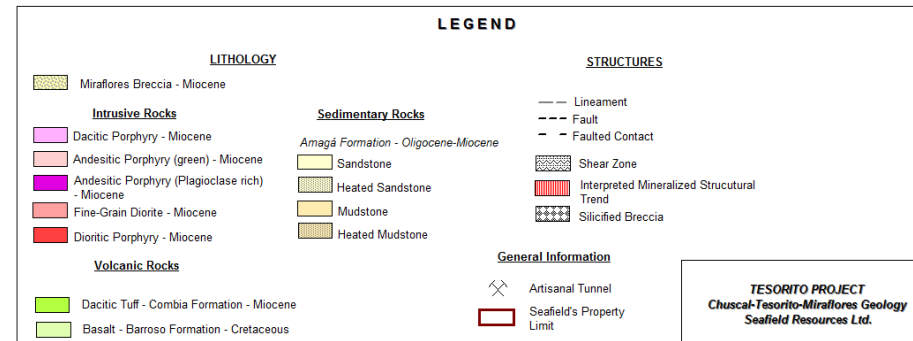 LEGEND
LITHOLOGY
Miraflores Breccia - Miocene
Intrusive Rocks
Dacitic Porphyry - Miocene
Andesitic Porphyry (green) - Miocene
Andesitic Porphyry (Plagioclase rich)
- Miocene
Fine-Grain Diorite - Miocene
Dioritic Porphyry - Miocene
Volcanic Rocks
Dacitic Tuff - Combia Formation - Miocene
Basalt - Barroso Formation - Cretaceous
Sedimentary Rocks
Amagá Formation - Oligocene-Miocene
Sandstone
Heated Sandstone
Mudstone
Heated Mudstone
STRUCTURES
Lineament
Fault
Faulted Contact
Shear Zone
Interpreted Mineralized Strucutural
Trend
Silicified Breccia
General Information
Artisanal Tunnel
Seafield's Property
Limit
TESORITO PROJECT
Chuscal-Tesorito-Miraflores Geology
Seafield Resources Ltd.